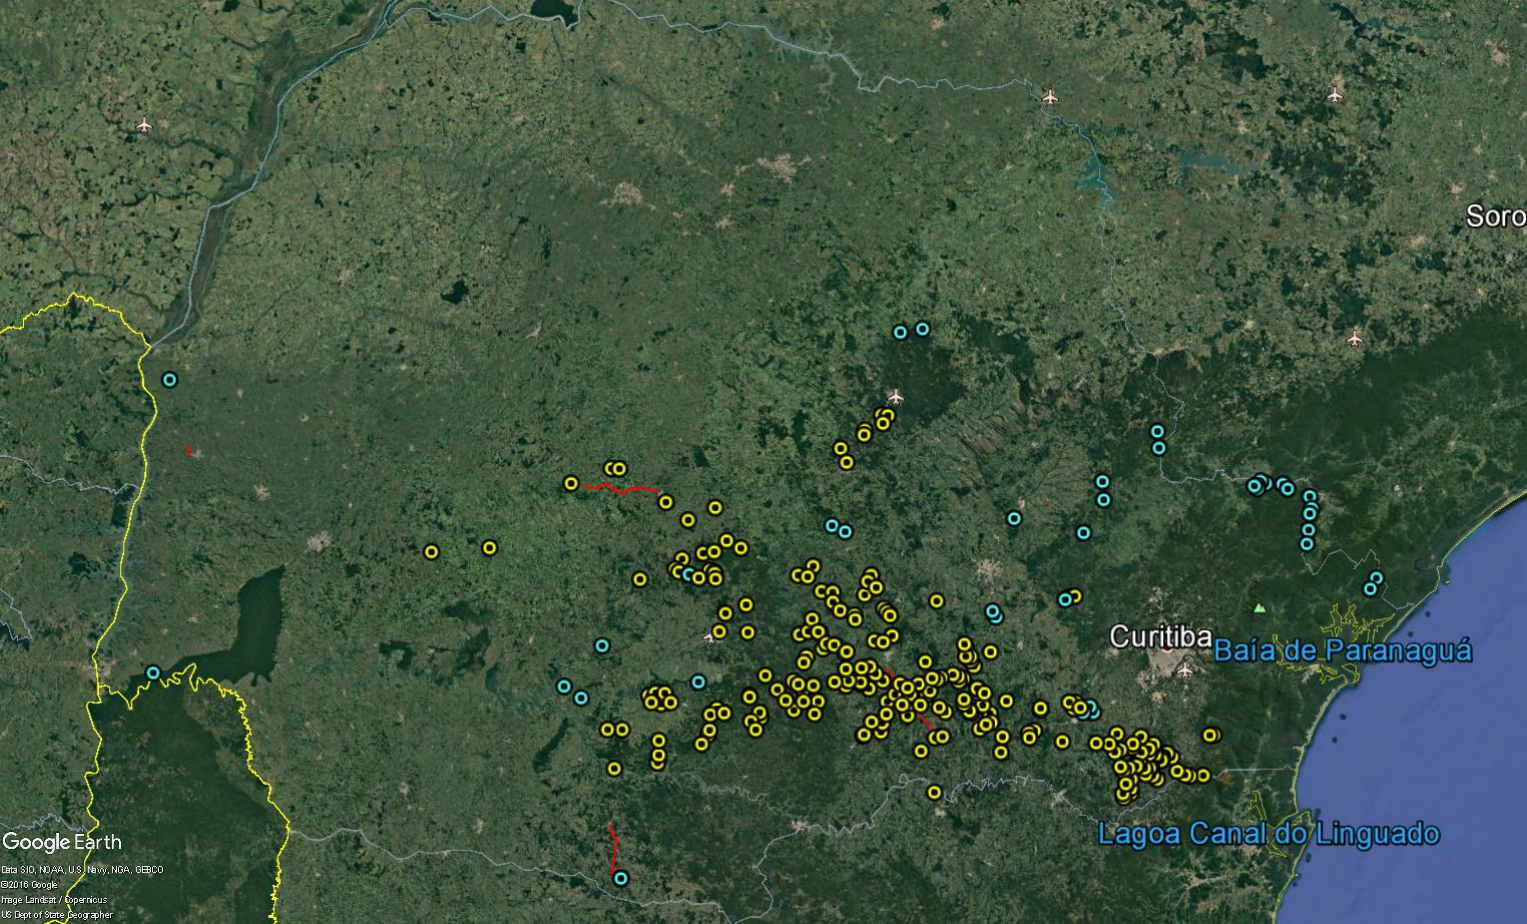 Soro
Curitiba
Baía de Paranaguá
Lagoa Canal do Linguado
Google Earth
Data SIO, NOAA, U.S. Navy, NGA, GEBCO
©2016 Google
Image Landsat / Copernicus
US Dept of State Geographer